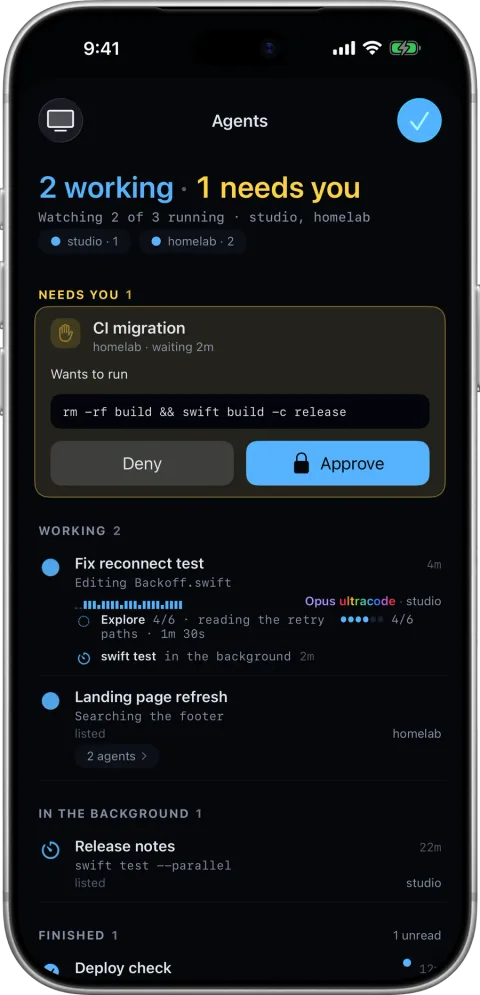 9:41
Agents
2 working · 1 needs you
Watching 2 of 3 running · studio, homelab
studio · 1
homelab · 2
NEEDS YOU 1
CI migration
homelab · waiting 2m
Wants to run
rm -rf build && swift build -c release
Deny
Approve
WORKING 2
Fix reconnect test 4m
Editing Backoff.swift
Opus ultracode · studio
Explore 4/6 · reading the retry 4/6
paths · 1m 30s
swift test in the background 2m
Landing page refresh
Searching the footer
listed homelab
2 agents >
IN THE BACKGROUND 1
Release notes 22m
swift test --parallel
listed studio
FINISHED 1 1 unread
Deploy check